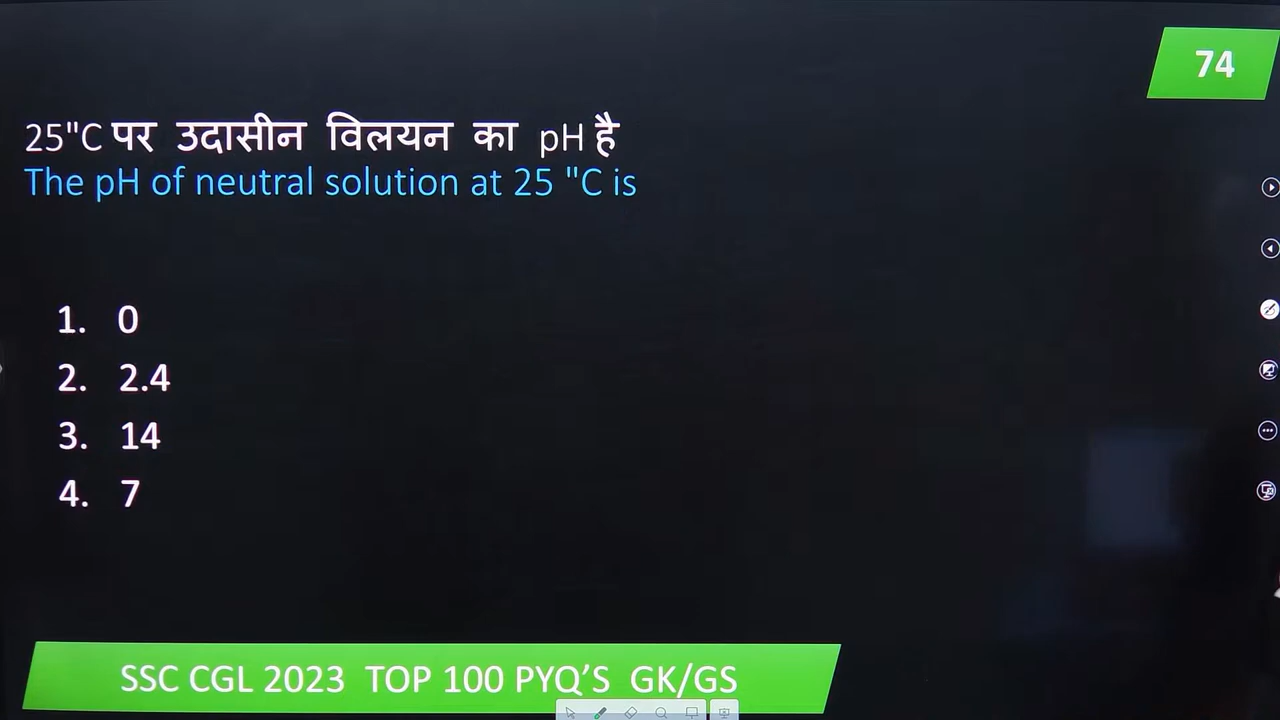 74
25"C पर उदासीन विलयन का pH है
The pH of neutral solution at 25 "C is
1. 0
2. 2.4
3. 14
4. 7
SSC CGL 2023 TOP 100 PYQ’S GK/GS